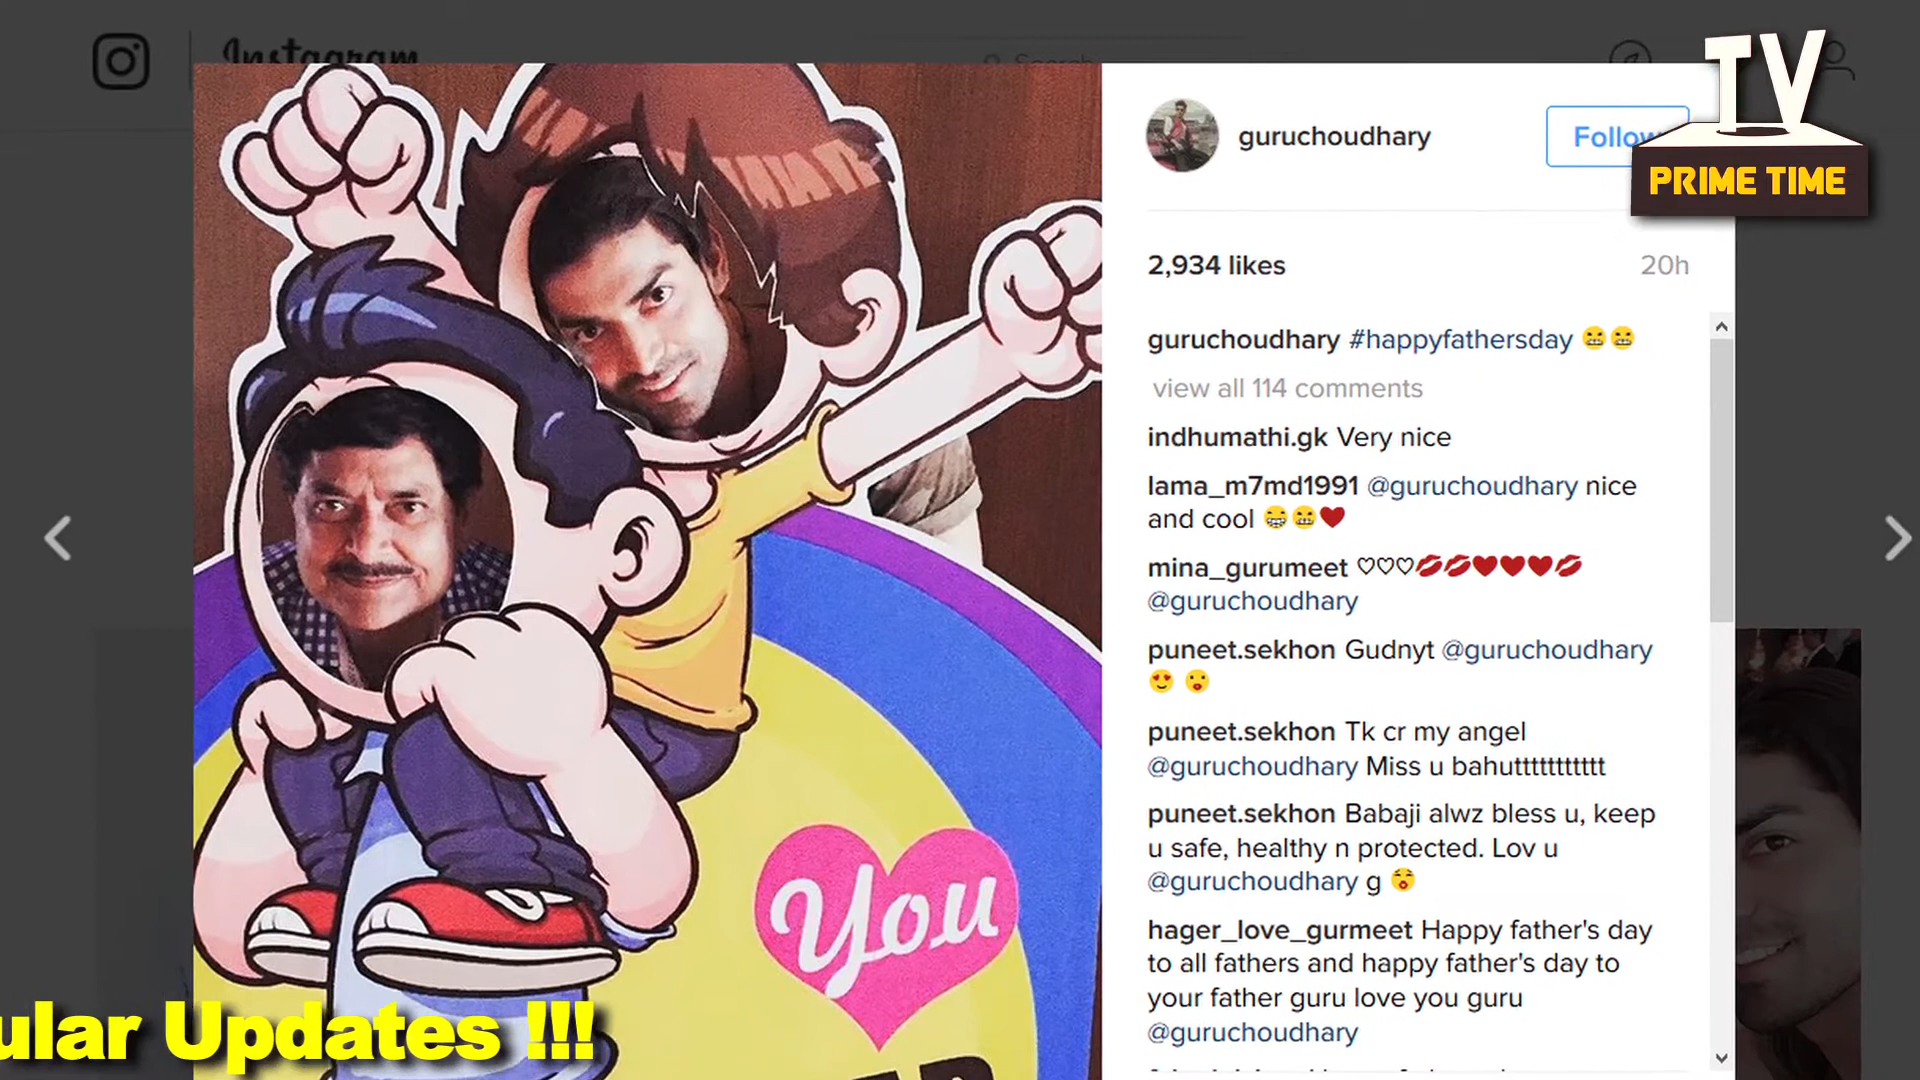 Instagram
Search
TV
PRIME TIME
guruchoudhary
Follow
2,934 likes
20h
guruchoudhary #happyfathersday 😁😁
view all 114 comments
indhumathi.gk Very nice
lama_m7md1991 @guruchoudhary nice
and cool 😁😁❤
mina_gurumeet ♡♡♡💋💋❤❤❤💋
@guruchoudhary
puneet.sekhon Gudnyt @guruchoudhary
😍 😮
puneet.sekhon Tk cr my angel
@guruchoudhary Miss u bahuttttttttttt
puneet.sekhon Babaji alwz bless u, keep
u safe, healthy n protected. Lov u
@guruchoudhary g 😲
hager_love_gurmeet Happy father's day
to all fathers and happy father's day to
your father guru love you guru
@guruchoudhary
You
ular Updates !!!